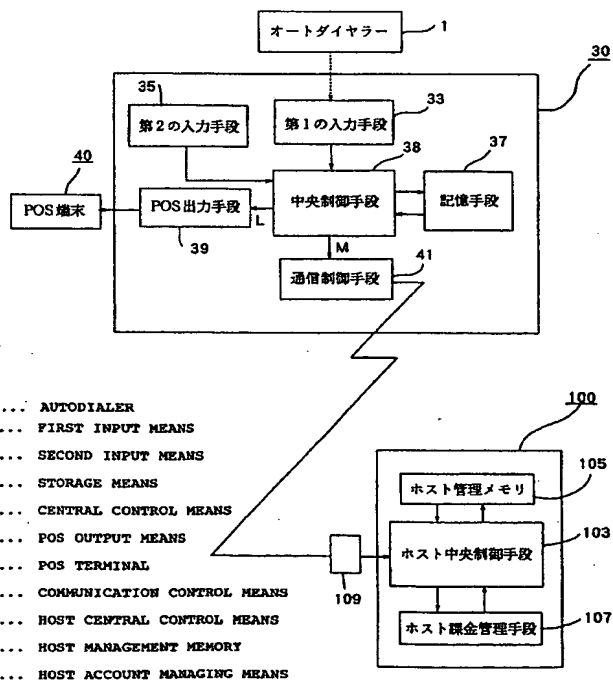 オートダイヤラー
1
30
35
第2の入力手段
第1の入力手段
33
38
37
40
POS端末
POS出力手段
39
L
中央制御手段
記憶手段
M
通信制御手段
41
... AUTODIALER
... FIRST INPUT MEANS
... SECOND INPUT MEANS
... STORAGE MEANS
... CENTRAL CONTROL MEANS
... POS OUTPUT MEANS
... POS TERMINAL
... COMMUNICATION CONTROL MEANS
... HOST CENTRAL CONTROL MEANS
... HOST MANAGEMENT MEMORY
... HOST ACCOUNT MANAGING MEANS
100
105
ホスト管理メモリ
103
ホスト中央制御手段
109
ホスト課金管理手段
107